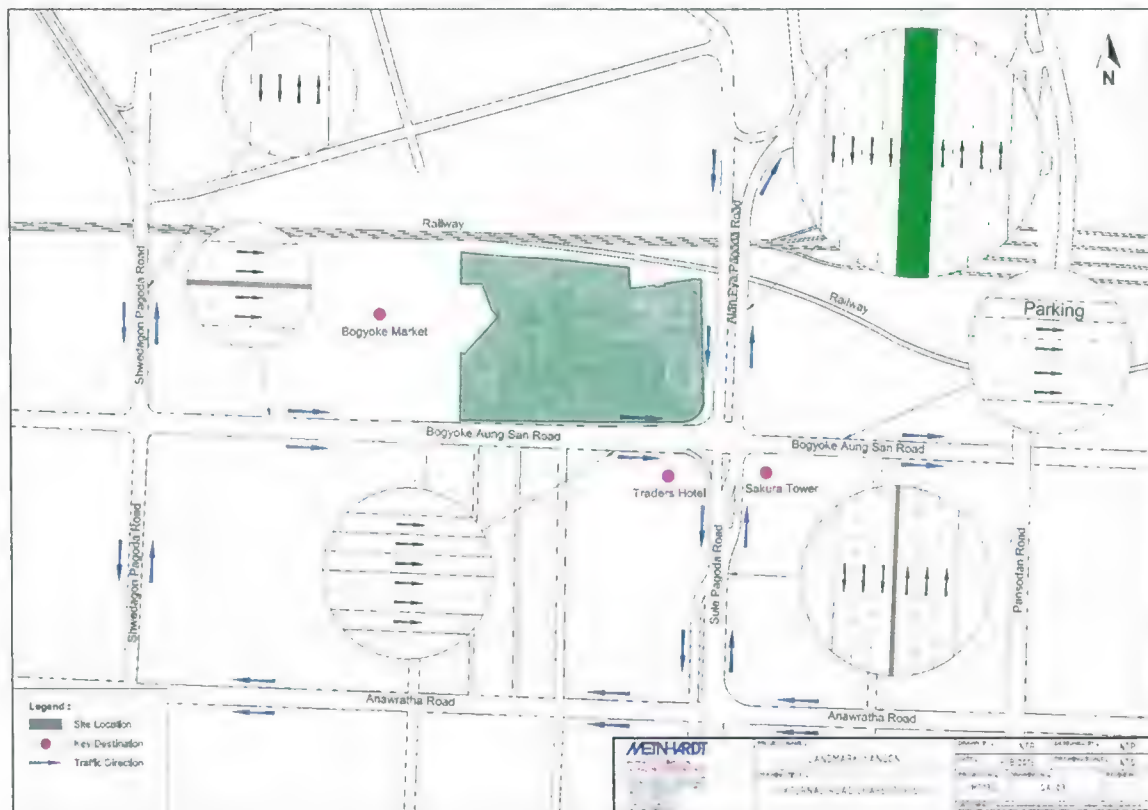 N
Railway
Alan Pya Pagoda Road
Shwedagon Pagoda Road
Bogyoke Market
Railway
Parking
Bogyoke Aung San Road
Bogyoke Aung San Road
Traders Hotel
Sakura Tower
Shwedagon Pagoda Road
Sule Pagoda Road
Pansodan Road
Anawratha Road
Anawratha Road
Legend :
Site Location
Key Destination
Traffic Direction
MEINHARDT